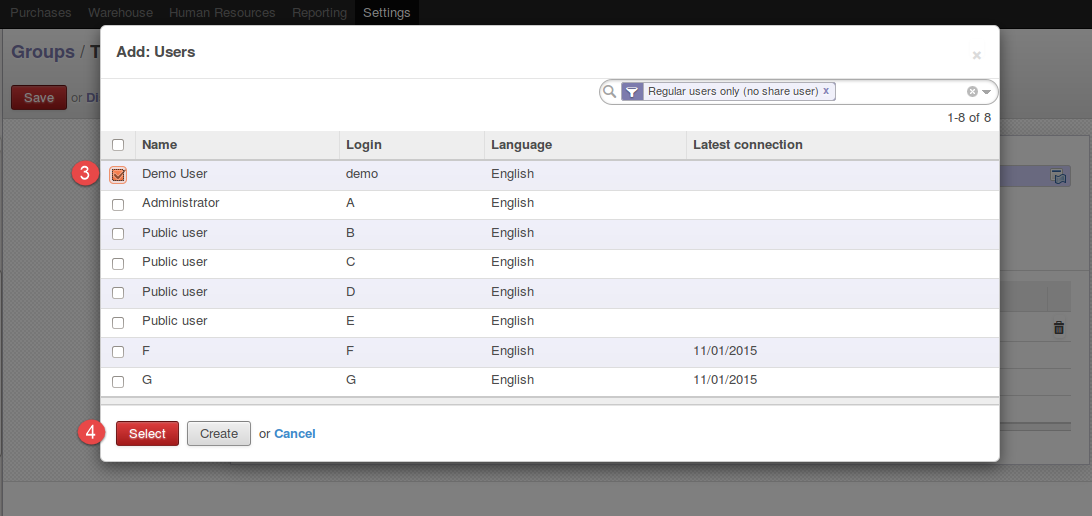 Purchases Warehouse Human Resources Reporting Settings
Groups / T
Add: Users ×
Save or Di
Regular users only (no share user) x
1-8 of 8
Name Login Language Latest connection
3 Demo User demo English
Administrator A English
Public user B English
Public user C English
Public user D English
Public user E English
F F English 11/01/2015
G G English 11/01/2015
4 Select Create or Cancel